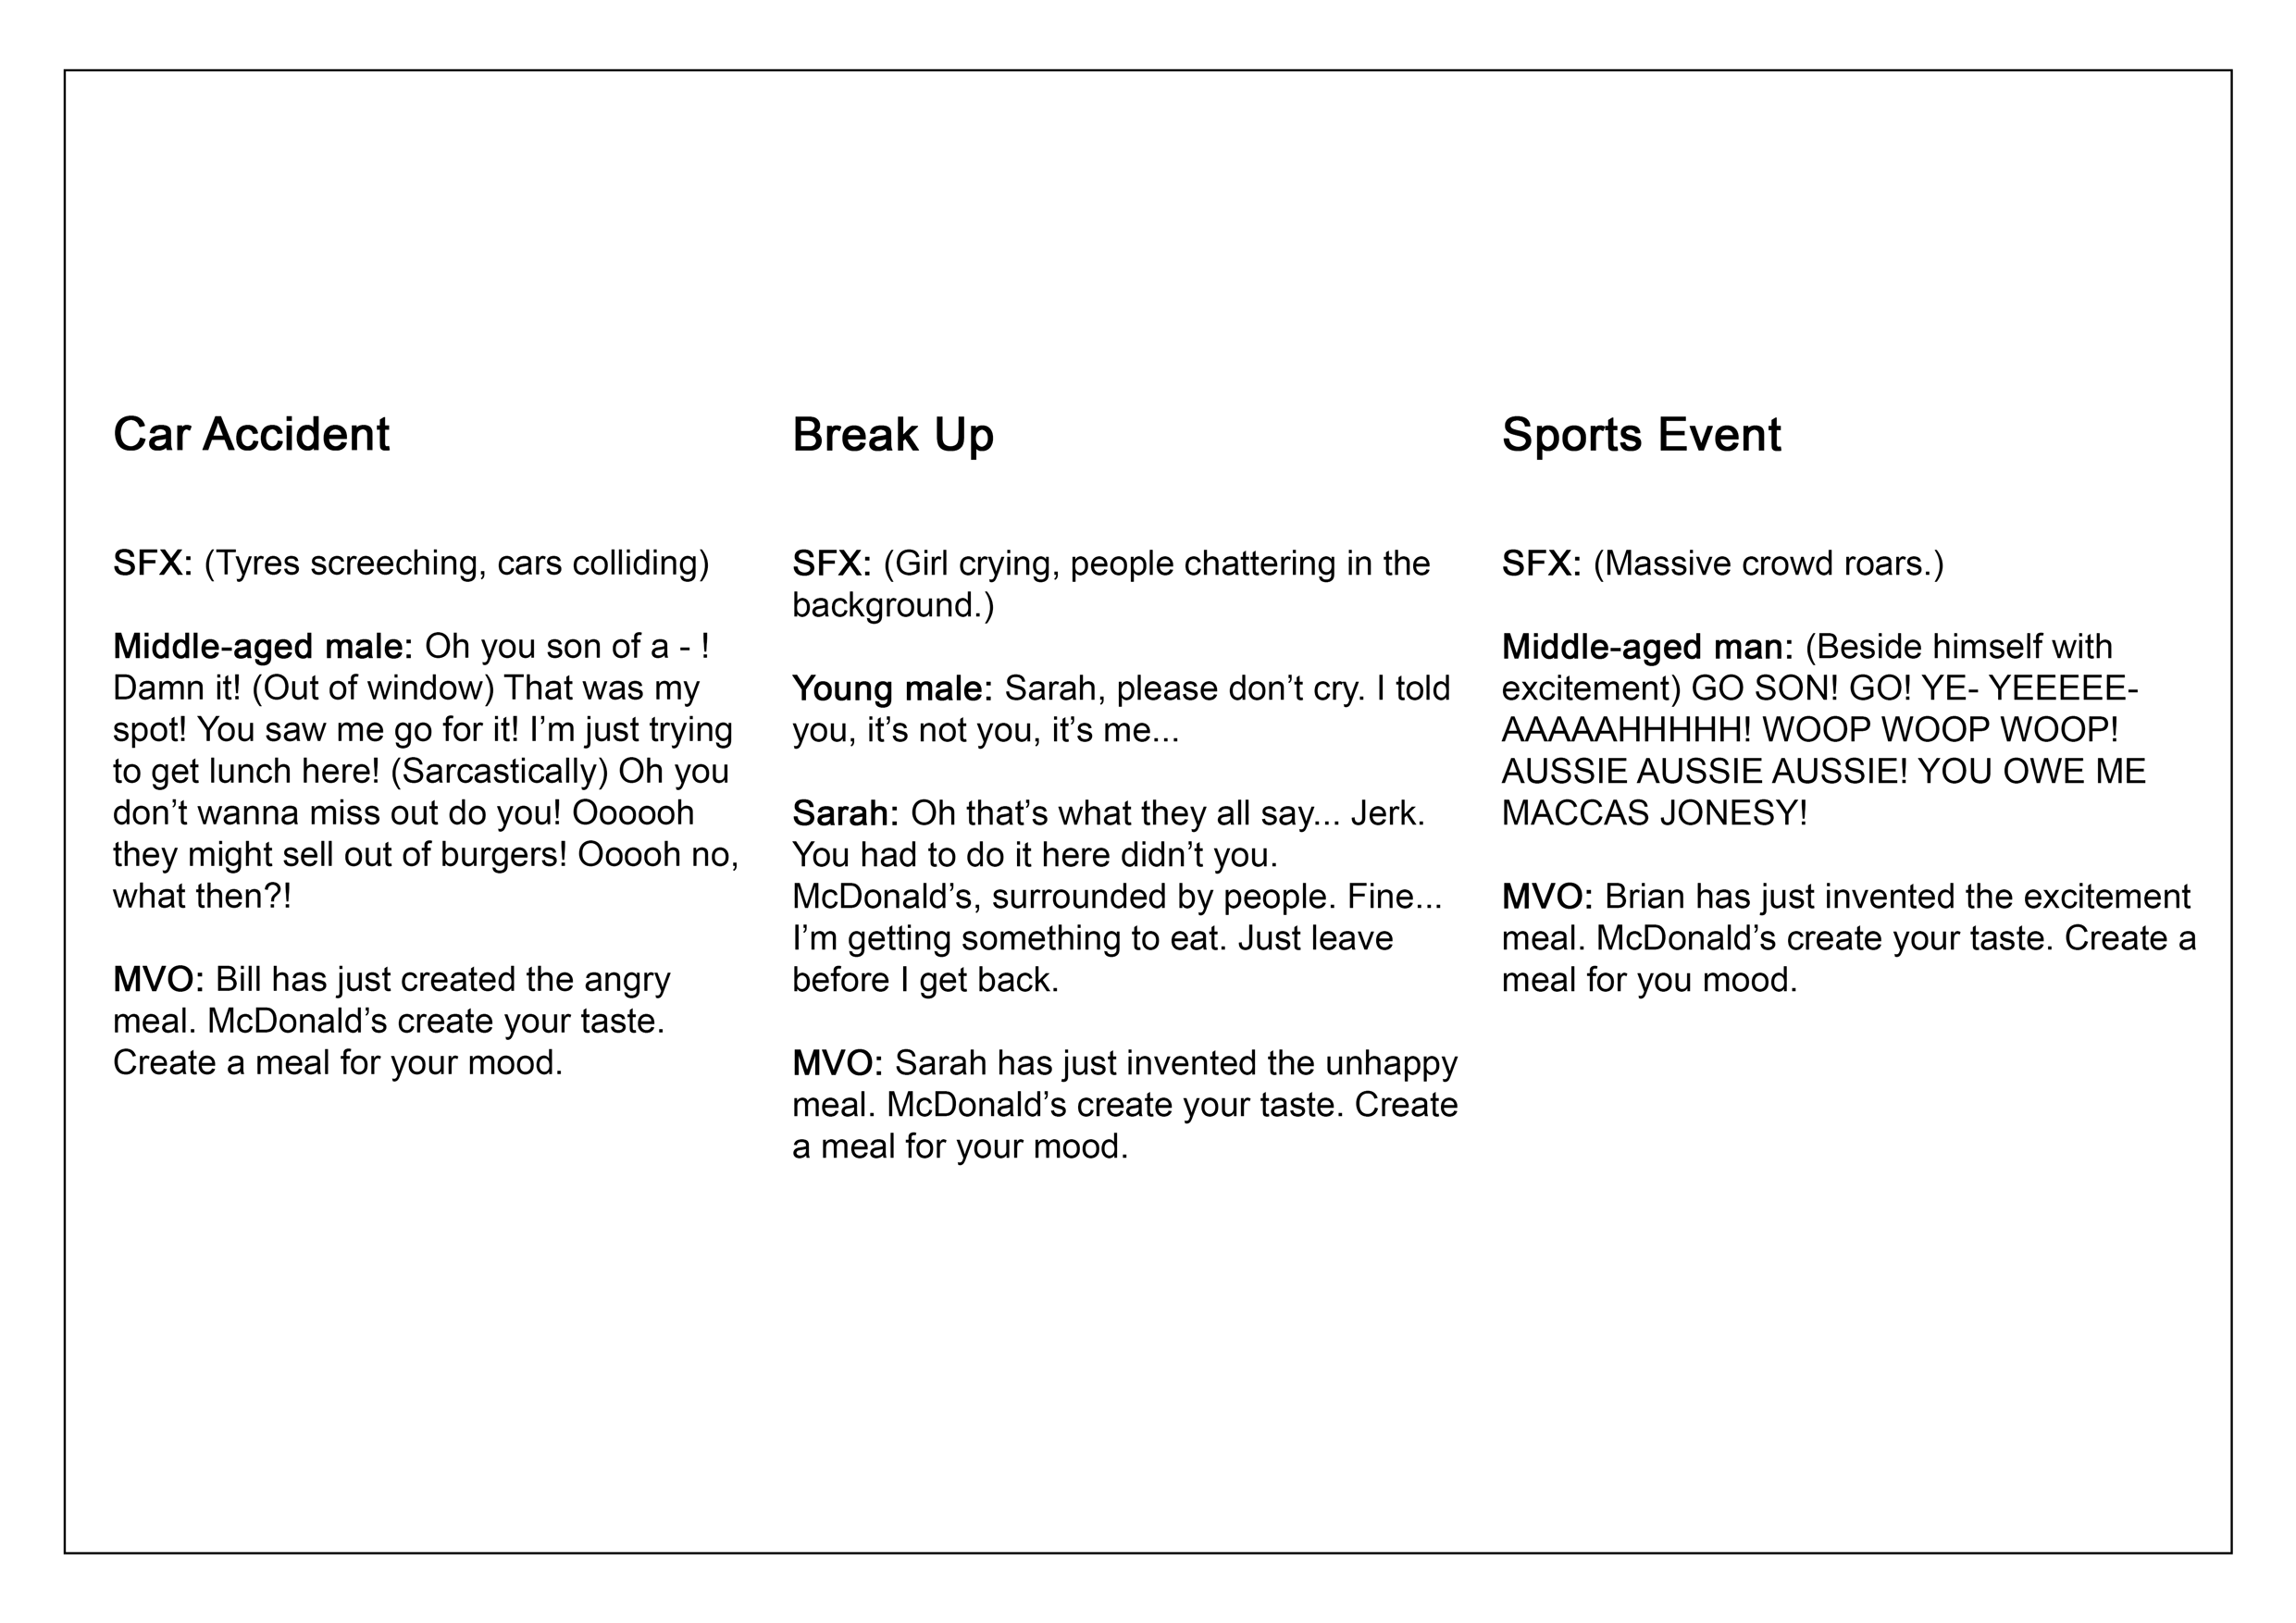 Car Accident
SFX: (Tyres screeching, cars colliding)
Middle-aged male: Oh you son of a - !
Damn it! (Out of window) That was my
spot! You saw me go for it! I’m just trying
to get lunch here! (Sarcastically) Oh you
don’t wanna miss out do you! Oooooh
they might sell out of burgers! Ooooh no,
what then?!
MVO: Bill has just created the angry
meal. McDonald’s create your taste.
Create a meal for your mood.
Break Up
SFX: (Girl crying, people chattering in the
background.)
Young male: Sarah, please don’t cry. I told
you, it’s not you, it’s me...
Sarah: Oh that’s what they all say... Jerk.
You had to do it here didn’t you.
McDonald’s, surrounded by people. Fine...
I’m getting something to eat. Just leave
before I get back.
MVO: Sarah has just invented the unhappy
meal. McDonald’s create your taste. Create
a meal for your mood.
Sports Event
SFX: (Massive crowd roars.)
Middle-aged man: (Beside himself with
excitement) GO SON! GO! YE- YEEEEE-
AAAAAHHHHH! WOOP WOOP WOOP!
AUSSIE AUSSIE AUSSIE! YOU OWE ME
MACCAS JONESY!
MVO: Brian has just invented the excitement
meal. McDonald’s create your taste. Create a
meal for you mood.